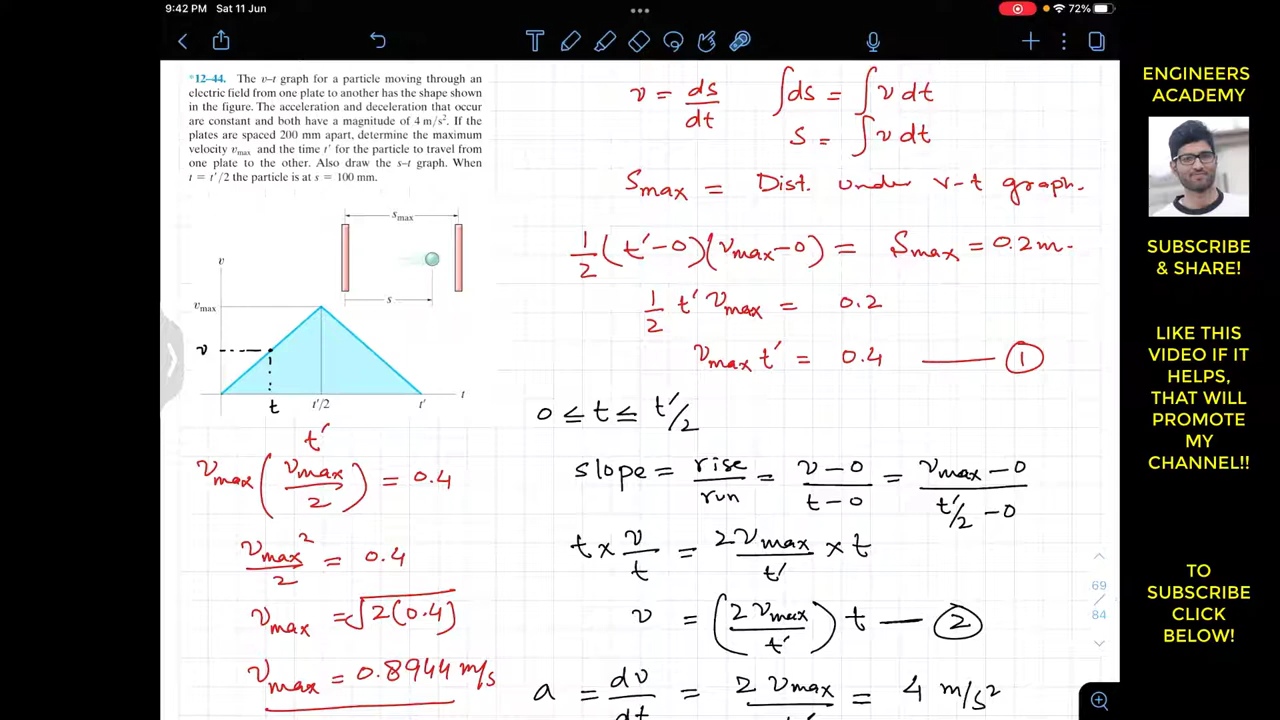 9:42 PM Sat 11 Jun
72%
*12–44. The v–t graph for a particle moving through an
electric field from one plate to another has the shape shown
in the figure. The acceleration and deceleration that occur
are constant and both have a magnitude of 4 m/s². If the
plates are spaced 200 mm apart, determine the maximum
velocity vmax and the time t′ for the particle to travel from
one plate to the other. Also draw the s–t graph. When
t = t′/2 the particle is at s = 100 mm.
smax
s
v
vmax
v
t
t′/2
t′
t
t′
vmax(vmax/2) = 0.4
vmax²/2 = 0.4
vmax = √2(0.4)
vmax = 0.8944 m/s
v = ds/dt ∫ds = ∫v dt
s = ∫v dt
Smax = Dist. under v-t graph.
1/2 (t′-0)(vmax-0) = Smax = 0.2m.
1/2 t′ vmax = 0.2
vmax t′ = 0.4 — ①
0 ≤ t ≤ t′/2
slope = rise/run = v-0/t-0 = vmax-0/t′/2-0
t × v/t = 2vmax/t′ × t
v = (2vmax/t′) t — ②
a = dv/dt = 2vmax/t′ = 4 m/s²
69
/
84
ENGINEERS
ACADEMY
SUBSCRIBE
& SHARE!
LIKE THIS
VIDEO IF IT
HELPS,
THAT WILL
PROMOTE
MY
CHANNEL!!
TO
SUBSCRIBE
CLICK
BELOW!